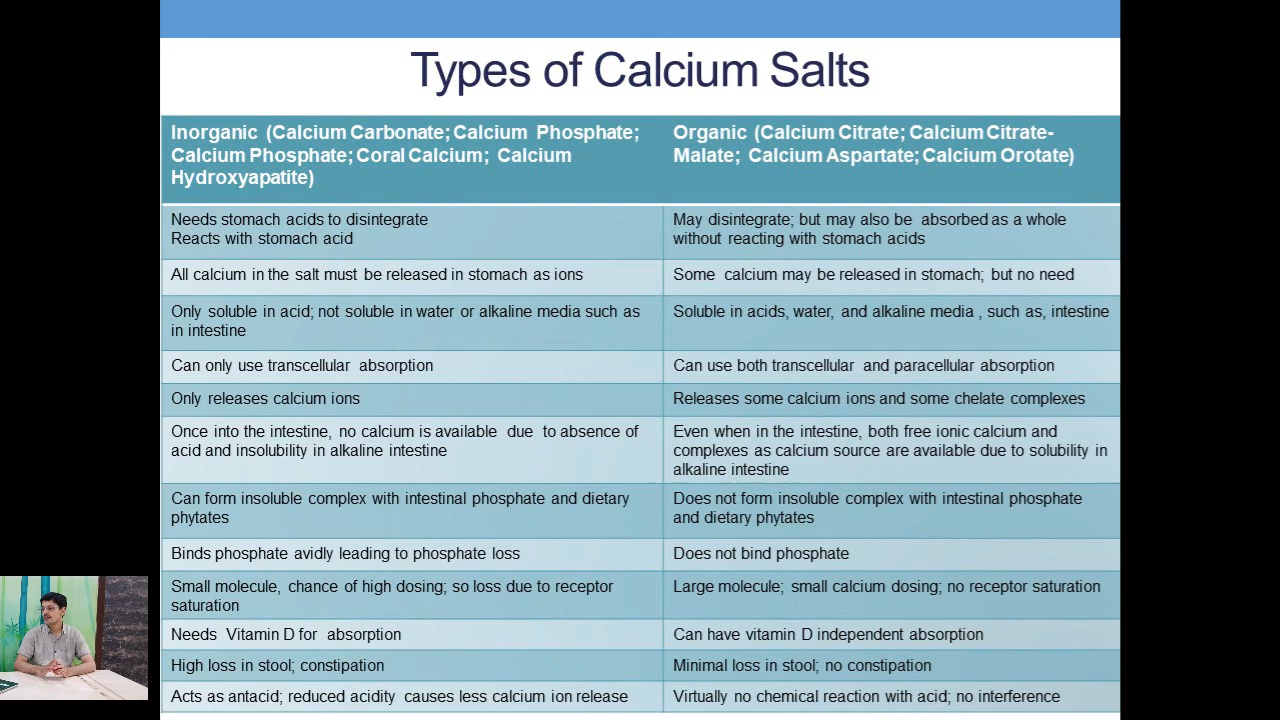 Types of Calcium Salts
Inorganic (Calcium Carbonate; Calcium Phosphate;
Calcium Phosphate; Coral Calcium; Calcium
Hydroxyapatite)
Organic (Calcium Citrate; Calcium Citrate-
Malate; Calcium Aspartate; Calcium Orotate)
Needs stomach acids to disintegrate
Reacts with stomach acid
May disintegrate; but may also be absorbed as a whole
without reacting with stomach acids
All calcium in the salt must be released in stomach as ions
Some calcium may be released in stomach; but no need
Only soluble in acid; not soluble in water or alkaline media such as
in intestine
Soluble in acids, water, and alkaline media , such as, intestine
Can only use transcellular absorption
Can use both transcellular and paracellular absorption
Only releases calcium ions
Releases some calcium ions and some chelate complexes
Once into the intestine, no calcium is available due to absence of
acid and insolubility in alkaline intestine
Even when in the intestine, both free ionic calcium and
complexes as calcium source are available due to solubility in
alkaline intestine
Can form insoluble complex with intestinal phosphate and dietary
phytates
Does not form insoluble complex with intestinal phosphate
and dietary phytates
Binds phosphate avidly leading to phosphate loss
Does not bind phosphate
Small molecule, chance of high dosing; so loss due to receptor
saturation
Large molecule; small calcium dosing; no receptor saturation
Needs Vitamin D for absorption
Can have vitamin D independent absorption
High loss in stool; constipation
Minimal loss in stool; no constipation
Acts as antacid; reduced acidity causes less calcium ion release
Virtually no chemical reaction with acid; no interference